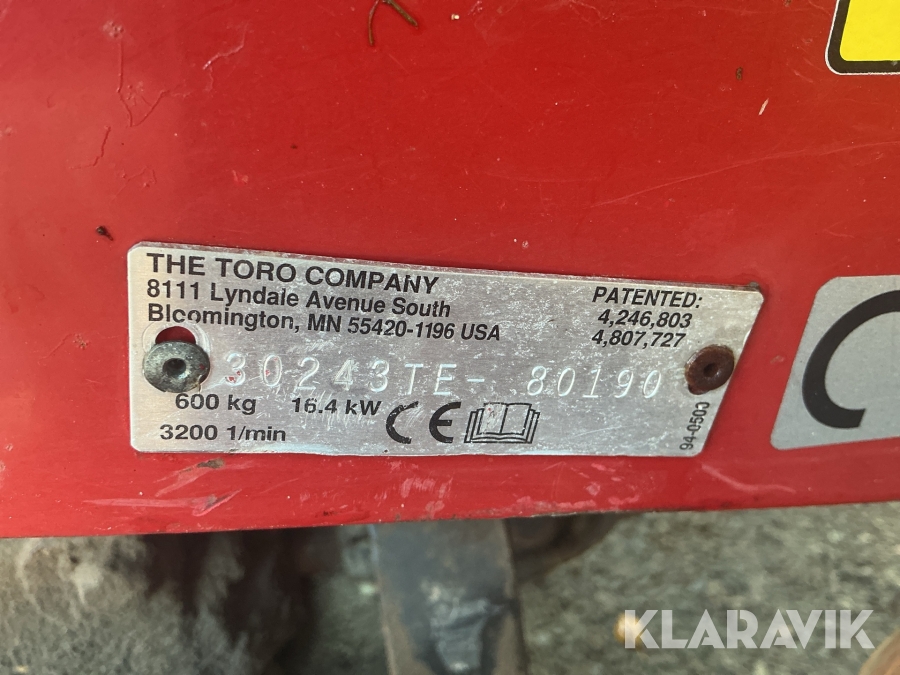 THE TORO COMPANY
8111 Lyndale Avenue South
Bloomington, MN 55420-1196 USA
PATENTED:
4,246,803
4,807,727
30243TE- 80190
600 kg 16.4 kW
3200 1/min
CE
94-0500
KLARAVIK